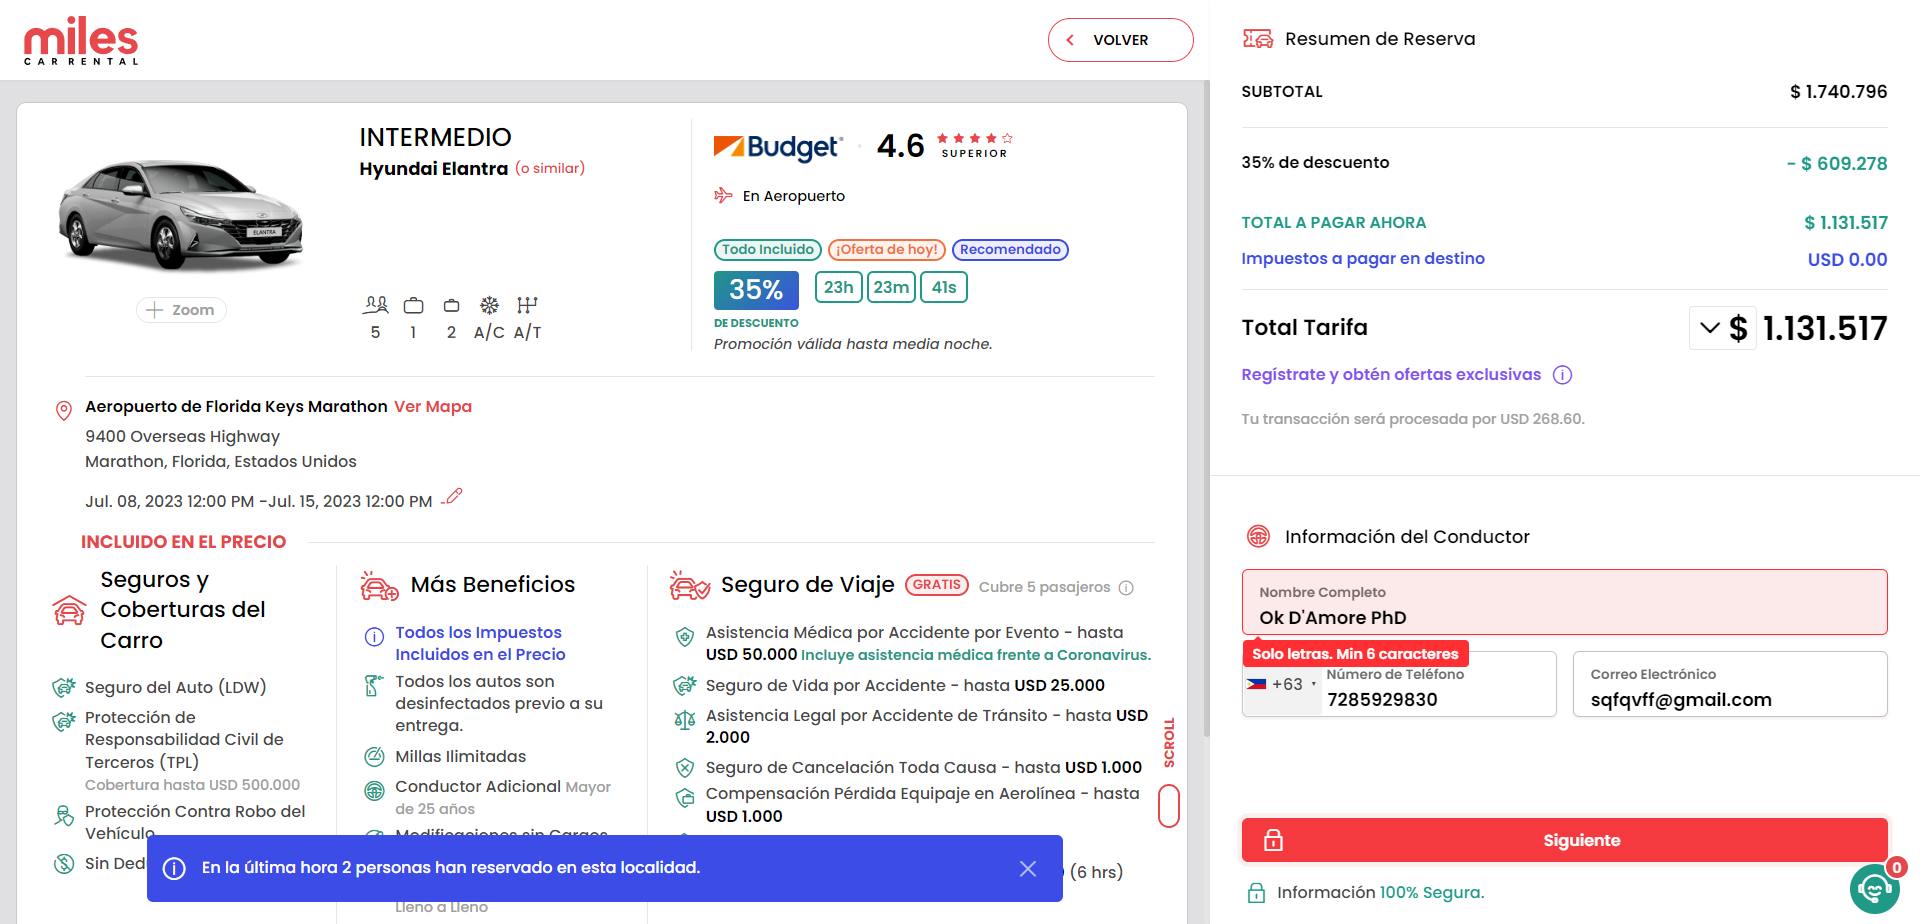 miles
CAR RENTAL
VOLVER
INTERMEDIO
Hyundai Elantra (o similar)
ELANTRA
Zoom
5 1 2 A/C A/T
Budget
4.6
SUPERIOR
En Aeropuerto
Todo Incluido
¡Oferta de hoy!
Recomendado
35%
23h 23m 41s
DE DESCUENTO
Promoción válida hasta media noche.
Aeropuerto de Florida Keys Marathon Ver Mapa
9400 Overseas Highway
Marathon, Florida, Estados Unidos
Jul. 08, 2023 12:00 PM -Jul. 15, 2023 12:00 PM
INCLUIDO EN EL PRECIO
Seguros y
Coberturas del
Carro
Seguro del Auto (LDW)
Protección de
Responsabilidad Civil de
Terceros (TPL)
Cobertura hasta USD 500.000
Protección Contra Robo del
Vehículo
Sin Ded
Más Beneficios
Todos los Impuestos
Incluidos en el Precio
Todos los autos son
desinfectados previo a su
entrega.
Millas Ilimitadas
Conductor Adicional Mayor
de 25 años
Modificaciones sin Cargos
Lleno a Lleno
Seguro de Viaje GRATIS Cubre 5 pasajeros
Asistencia Médica por Accidente por Evento - hasta
USD 50.000 Incluye asistencia médica frente a Coronavirus.
Seguro de Vida por Accidente - hasta USD 25.000
Asistencia Legal por Accidente de Tránsito - hasta USD
2.000
Seguro de Cancelación Toda Causa - hasta USD 1.000
Compensación Pérdida Equipaje en Aerolínea - hasta
USD 1.000
(6 hrs)
SCROLL
En la última hora 2 personas han reservado en esta localidad.
Resumen de Reserva
SUBTOTAL $ 1.740.796
35% de descuento - $ 609.278
TOTAL A PAGAR AHORA $ 1.131.517
Impuestos a pagar en destino USD 0.00
Total Tarifa $ 1.131.517
Regístrate y obtén ofertas exclusivas
Tu transacción será procesada por USD 268.60.
Información del Conductor
Nombre Completo
Ok D'Amore PhD
Solo letras. Min 6 caracteres
+63
Número de Teléfono
7285929830
Correo Electrónico
sqfqvff@gmail.com
Siguiente
Información 100% Segura.
0